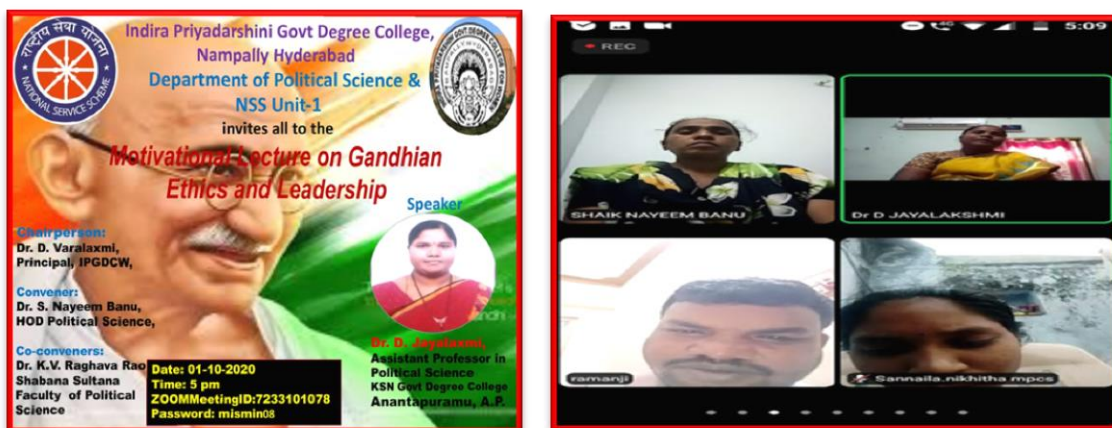 राष्ट्रीय सेवा योजना
NATIONAL SERVICE SCHEME
Indira Priyadarshini Govt Degree College,
Nampally Hyderabad
Department of Political Science &
NSS Unit-1
invites all to the
Motivational Lecture on Gandhian
Ethics and Leadership
Speaker
Chairperson:
Dr. D. Varalaxmi,
Principal, IPGDCW,
Convener:
Dr. S. Nayeem Banu,
HOD Political Science,
Co-conveners:
Dr. K.V. Raghava Rao
Shabana Sultana
Faculty of Political
Science
Date: 01-10-2020
Time: 5 pm
ZOOMMeetingID:7233101078
Password: mismin08
Dr. D. Jayalaxmi,
Assistant Professor in
Political Science
KSN Govt Degree College
Anantapuramu, A.P.
4G
5:09
REC
SHAIK NAYEEM BANU
Dr D JAYALAKSHMI
ramanji
Sannaila.nikhitha mpcs